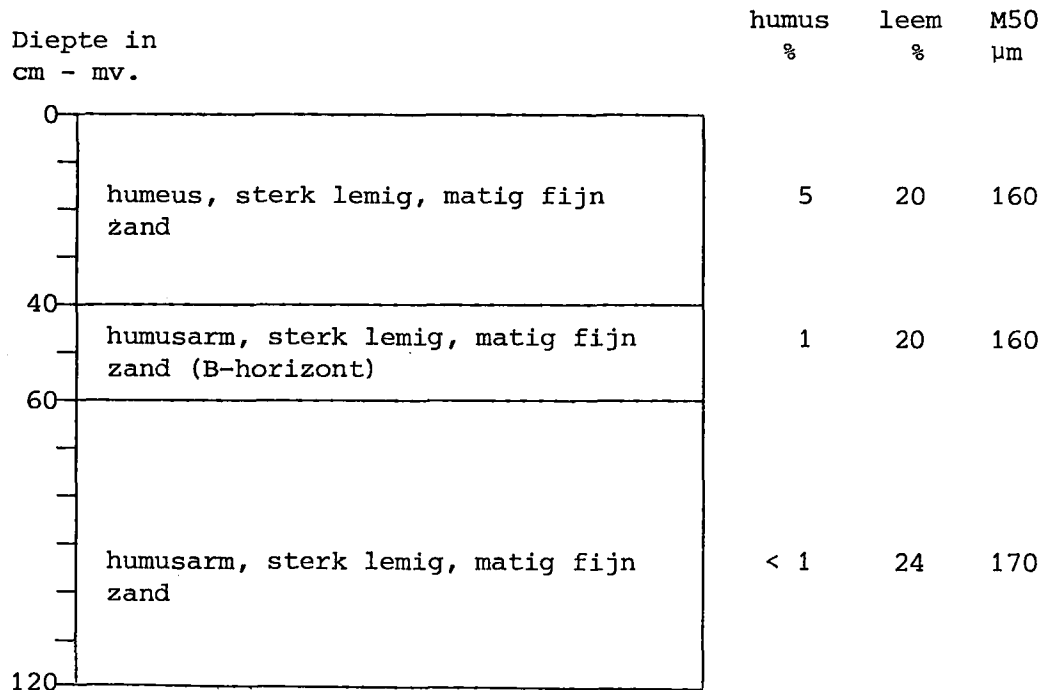 humus leem M50
Diepte in % % µm
cm - mv.
0
humeus, sterk lemig, matig fijn 5 20 160
zand
40
humusarm, sterk lemig, matig fijn 1 20 160
zand (B-horizont)
60
humusarm, sterk lemig, matig fijn < 1 24 170
zand
120